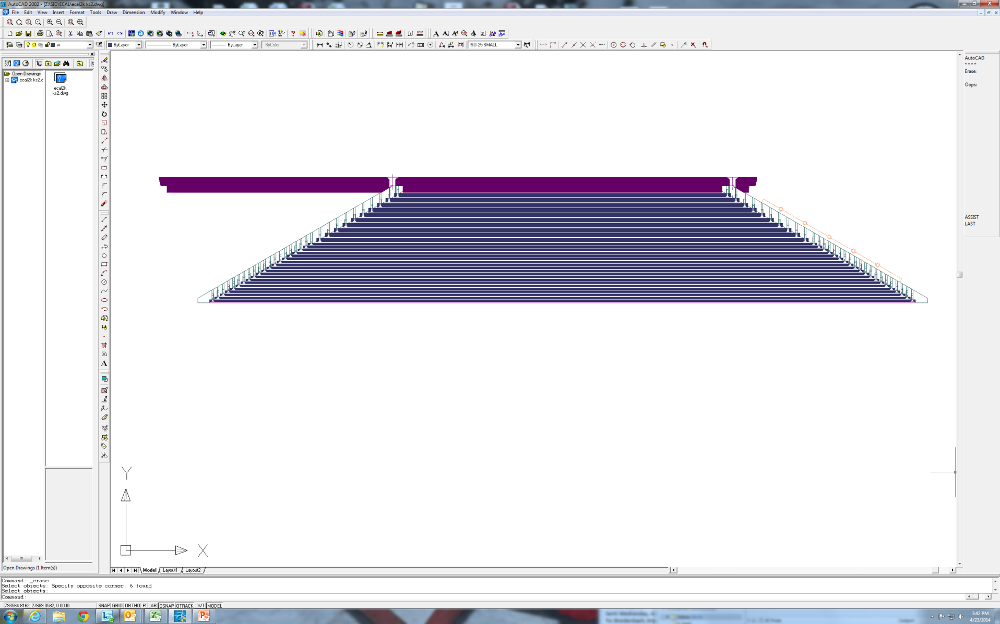 AutoCAD 2002 - [Z:\SID\ECAL\ecal2k ks2.dwg]
File Edit View Insert Format Tools Draw Dimension Modify Window Help
w ByLayer ByLayer ByLayer ByColor ISO-25 SMALL
Open Drawings
ecal2k ks2.c
ecal2k
ks2.dwg
AutoCAD
* * * *
Erase:
Oops:
ASSIST
LAST
Y
X
Open Drawings (1 Item(s))
Model Layout1 Layout2
Command: _erase
Select objects: Specify opposite corner: 6 found
Select objects:
Command:
793564.8162, 27689.0582, 0.0000 SNAP GRID ORTHO POLAR OSNAP OTRACK LWT MODEL
3:42 PM
4/23/2014